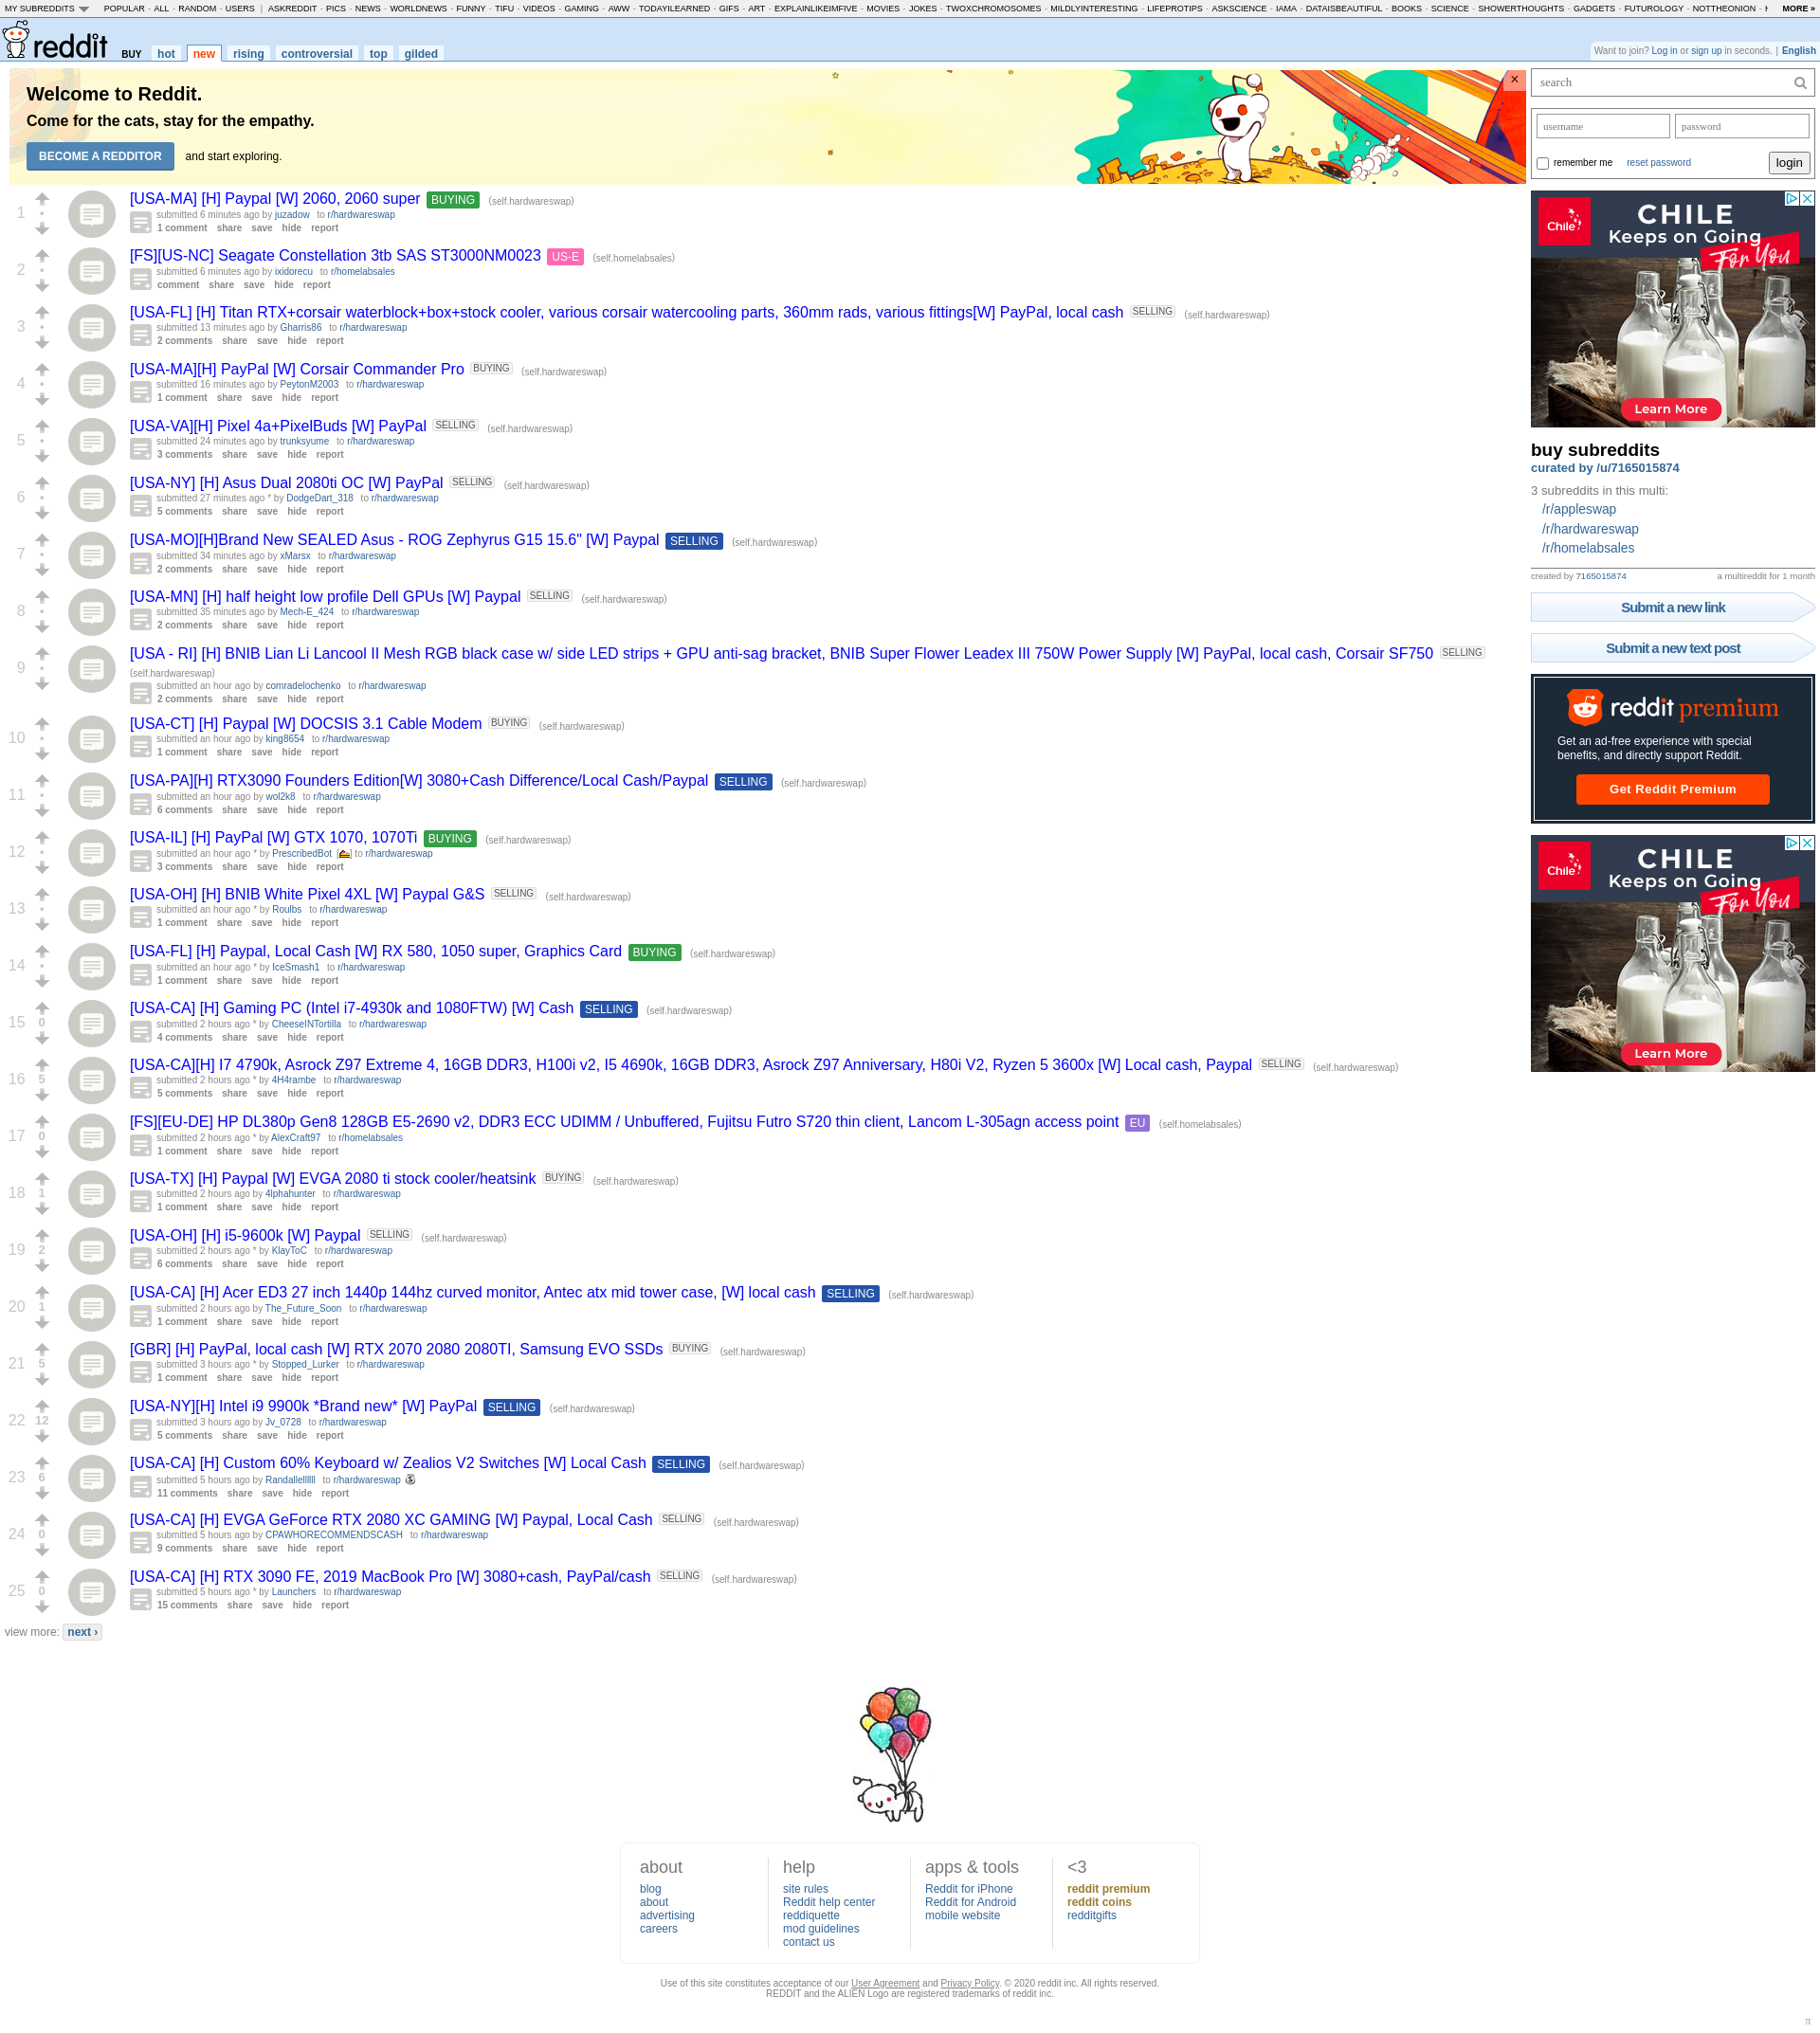 MY SUBREDDITS POPULAR - ALL - RANDOM - USERS | ASKREDDIT - PICS - NEWS - WORLDNEWS - FUNNY - TIFU - VIDEOS - GAMING - AWW - TODAYILEARNED - GIFS - ART - EXPLAINLIKEIMFIVE - MOVIES - JOKES - TWOXCHROMOSOMES - MILDLYINTERESTING - LIFEPROTIPS - ASKSCIENCE - IAMA - DATAISBEAUTIFUL - BOOKS - SCIENCE - SHOWERTHOUGHTS - GADGETS - FUTUROLOGY - NOTTHEONION - MORE »
reddit BUY hot new rising controversial top gilded
Want to join? Log in or sign up in seconds. | English
Welcome to Reddit.
Come for the cats, stay for the empathy.
BECOME A REDDITOR and start exploring.
×
1 [USA-MA] [H] Paypal [W] 2060, 2060 super BUYING (self.hardwareswap)
submitted 6 minutes ago by juzadow to r/hardwareswap
1 comment share save hide report
2 [FS][US-NC] Seagate Constellation 3tb SAS ST3000NM0023 US-E (self.homelabsales)
submitted 6 minutes ago by ixidorecu to r/homelabsales
comment share save hide report
3 [USA-FL] [H] Titan RTX+corsair waterblock+box+stock cooler, various corsair watercooling parts, 360mm rads, various fittings[W] PayPal, local cash SELLING (self.hardwareswap)
submitted 13 minutes ago by Gharris86 to r/hardwareswap
2 comments share save hide report
4 [USA-MA][H] PayPal [W] Corsair Commander Pro BUYING (self.hardwareswap)
submitted 16 minutes ago by PeytonM2003 to r/hardwareswap
1 comment share save hide report
5 [USA-VA][H] Pixel 4a+PixelBuds [W] PayPal SELLING (self.hardwareswap)
submitted 24 minutes ago by trunksyume to r/hardwareswap
3 comments share save hide report
6 [USA-NY] [H] Asus Dual 2080ti OC [W] PayPal SELLING (self.hardwareswap)
submitted 27 minutes ago * by DodgeDart_318 to r/hardwareswap
5 comments share save hide report
7 [USA-MO][H]Brand New SEALED Asus - ROG Zephyrus G15 15.6" [W] Paypal SELLING (self.hardwareswap)
submitted 34 minutes ago by xMarsx to r/hardwareswap
2 comments share save hide report
8 [USA-MN] [H] half height low profile Dell GPUs [W] Paypal SELLING (self.hardwareswap)
submitted 35 minutes ago by Mech-E_424 to r/hardwareswap
2 comments share save hide report
9 [USA - RI] [H] BNIB Lian Li Lancool II Mesh RGB black case w/ side LED strips + GPU anti-sag bracket, BNIB Super Flower Leadex III 750W Power Supply [W] PayPal, local cash, Corsair SF750 SELLING
(self.hardwareswap)
submitted an hour ago by comradelochenko to r/hardwareswap
2 comments share save hide report
10 [USA-CT] [H] Paypal [W] DOCSIS 3.1 Cable Modem BUYING (self.hardwareswap)
submitted an hour ago by king8654 to r/hardwareswap
1 comment share save hide report
11 [USA-PA][H] RTX3090 Founders Edition[W] 3080+Cash Difference/Local Cash/Paypal SELLING (self.hardwareswap)
submitted an hour ago by wol2k8 to r/hardwareswap
6 comments share save hide report
12 [USA-IL] [H] PayPal [W] GTX 1070, 1070Ti BUYING (self.hardwareswap)
submitted an hour ago * by PrescribedBot [] to r/hardwareswap
3 comments share save hide report
13 [USA-OH] [H] BNIB White Pixel 4XL [W] Paypal G&S SELLING (self.hardwareswap)
submitted an hour ago * by Roulbs to r/hardwareswap
1 comment share save hide report
14 [USA-FL] [H] Paypal, Local Cash [W] RX 580, 1050 super, Graphics Card BUYING (self.hardwareswap)
submitted an hour ago * by IceSmash1 to r/hardwareswap
1 comment share save hide report
15 0 [USA-CA] [H] Gaming PC (Intel i7-4930k and 1080FTW) [W] Cash SELLING (self.hardwareswap)
submitted 2 hours ago * by CheeseINTortilla to r/hardwareswap
4 comments share save hide report
16 5 [USA-CA][H] I7 4790k, Asrock Z97 Extreme 4, 16GB DDR3, H100i v2, I5 4690k, 16GB DDR3, Asrock Z97 Anniversary, H80i V2, Ryzen 5 3600x [W] Local cash, Paypal SELLING (self.hardwareswap)
submitted 2 hours ago * by 4H4rambe to r/hardwareswap
5 comments share save hide report
17 0 [FS][EU-DE] HP DL380p Gen8 128GB E5-2690 v2, DDR3 ECC UDIMM / Unbuffered, Fujitsu Futro S720 thin client, Lancom L-305agn access point EU (self.homelabsales)
submitted 2 hours ago * by AlexCraft97 to r/homelabsales
1 comment share save hide report
18 1 [USA-TX] [H] Paypal [W] EVGA 2080 ti stock cooler/heatsink BUYING (self.hardwareswap)
submitted 2 hours ago by 4lphahunter to r/hardwareswap
1 comment share save hide report
19 2 [USA-OH] [H] i5-9600k [W] Paypal SELLING (self.hardwareswap)
submitted 2 hours ago * by KlayToC to r/hardwareswap
6 comments share save hide report
20 1 [USA-CA] [H] Acer ED3 27 inch 1440p 144hz curved monitor, Antec atx mid tower case, [W] local cash SELLING (self.hardwareswap)
submitted 2 hours ago by The_Future_Soon to r/hardwareswap
1 comment share save hide report
21 5 [GBR] [H] PayPal, local cash [W] RTX 2070 2080 2080TI, Samsung EVO SSDs BUYING (self.hardwareswap)
submitted 3 hours ago * by Stopped_Lurker to r/hardwareswap
1 comment share save hide report
22 12 [USA-NY][H] Intel i9 9900k *Brand new* [W] PayPal SELLING (self.hardwareswap)
submitted 3 hours ago by Jv_0728 to r/hardwareswap
5 comments share save hide report
23 6 [USA-CA] [H] Custom 60% Keyboard w/ Zealios V2 Switches [W] Local Cash SELLING (self.hardwareswap)
submitted 5 hours ago by Randallellllll to r/hardwareswap
11 comments share save hide report
24 0 [USA-CA] [H] EVGA GeForce RTX 2080 XC GAMING [W] Paypal, Local Cash SELLING (self.hardwareswap)
submitted 5 hours ago by CPAWHORECOMMENDSCASH to r/hardwareswap
9 comments share save hide report
25 0 [USA-CA] [H] RTX 3090 FE, 2019 MacBook Pro [W] 3080+cash, PayPal/cash SELLING (self.hardwareswap)
submitted 5 hours ago * by Launchers to r/hardwareswap
15 comments share save hide report
view more: next ›
search
username password
remember me reset password login
Chile
CHILE
Keeps on Going
For You
Learn More
buy subreddits
curated by /u/7165015874
3 subreddits in this multi:
/r/appleswap
/r/hardwareswap
/r/homelabsales
created by 7165015874 a multireddit for 1 month
Submit a new link
Submit a new text post
reddit premium
Get an ad-free experience with special
benefits, and directly support Reddit.
Get Reddit Premium
Chile
CHILE
Keeps on Going
For You
Learn More
about
blog
about
advertising
careers
help
site rules
Reddit help center
reddiquette
mod guidelines
contact us
apps & tools
Reddit for iPhone
Reddit for Android
mobile website
<3
reddit premium
reddit coins
redditgifts
Use of this site constitutes acceptance of our User Agreement and Privacy Policy. © 2020 reddit inc. All rights reserved.
REDDIT and the ALIEN Logo are registered trademarks of reddit inc.
π